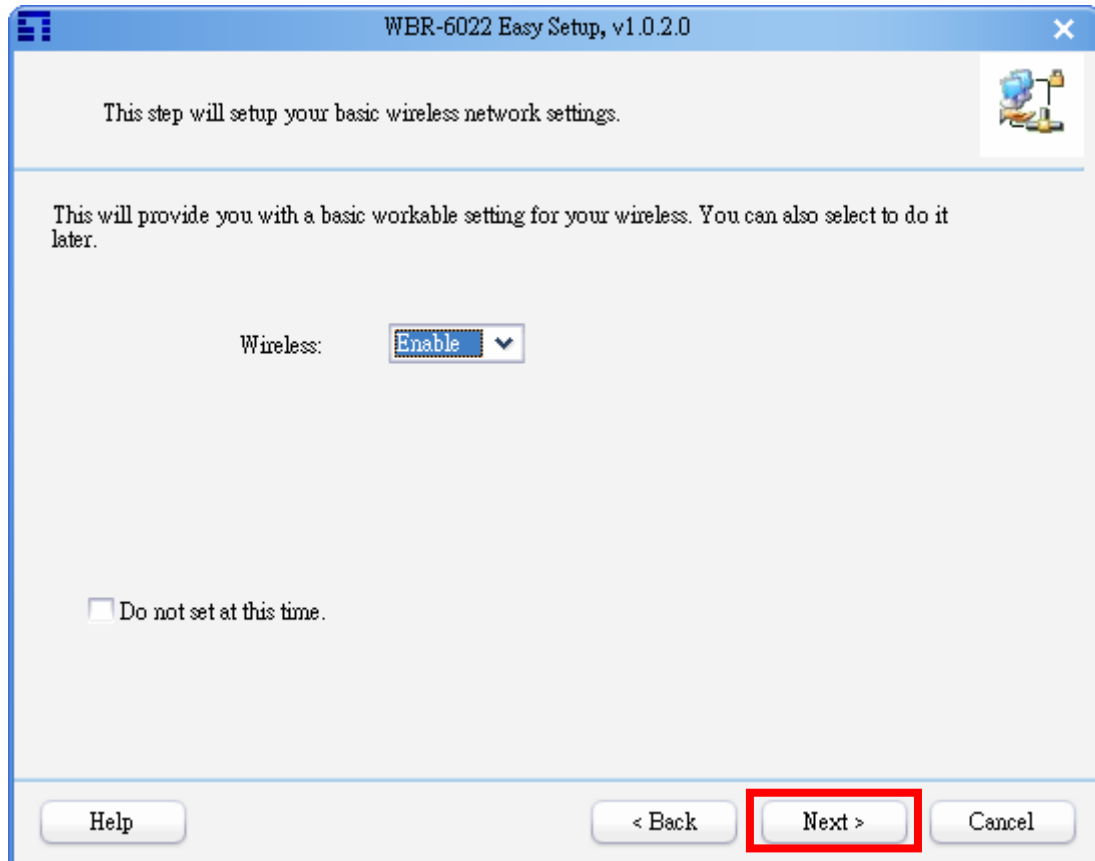 WBR-6022 Easy Setup, v1.0.2.0
This step will setup your basic wireless network settings.
This will provide you with a basic workable setting for your wireless. You can also select to do it
later.
Wireless: Enable
Do not set at this time.
Help < Back Next > Cancel